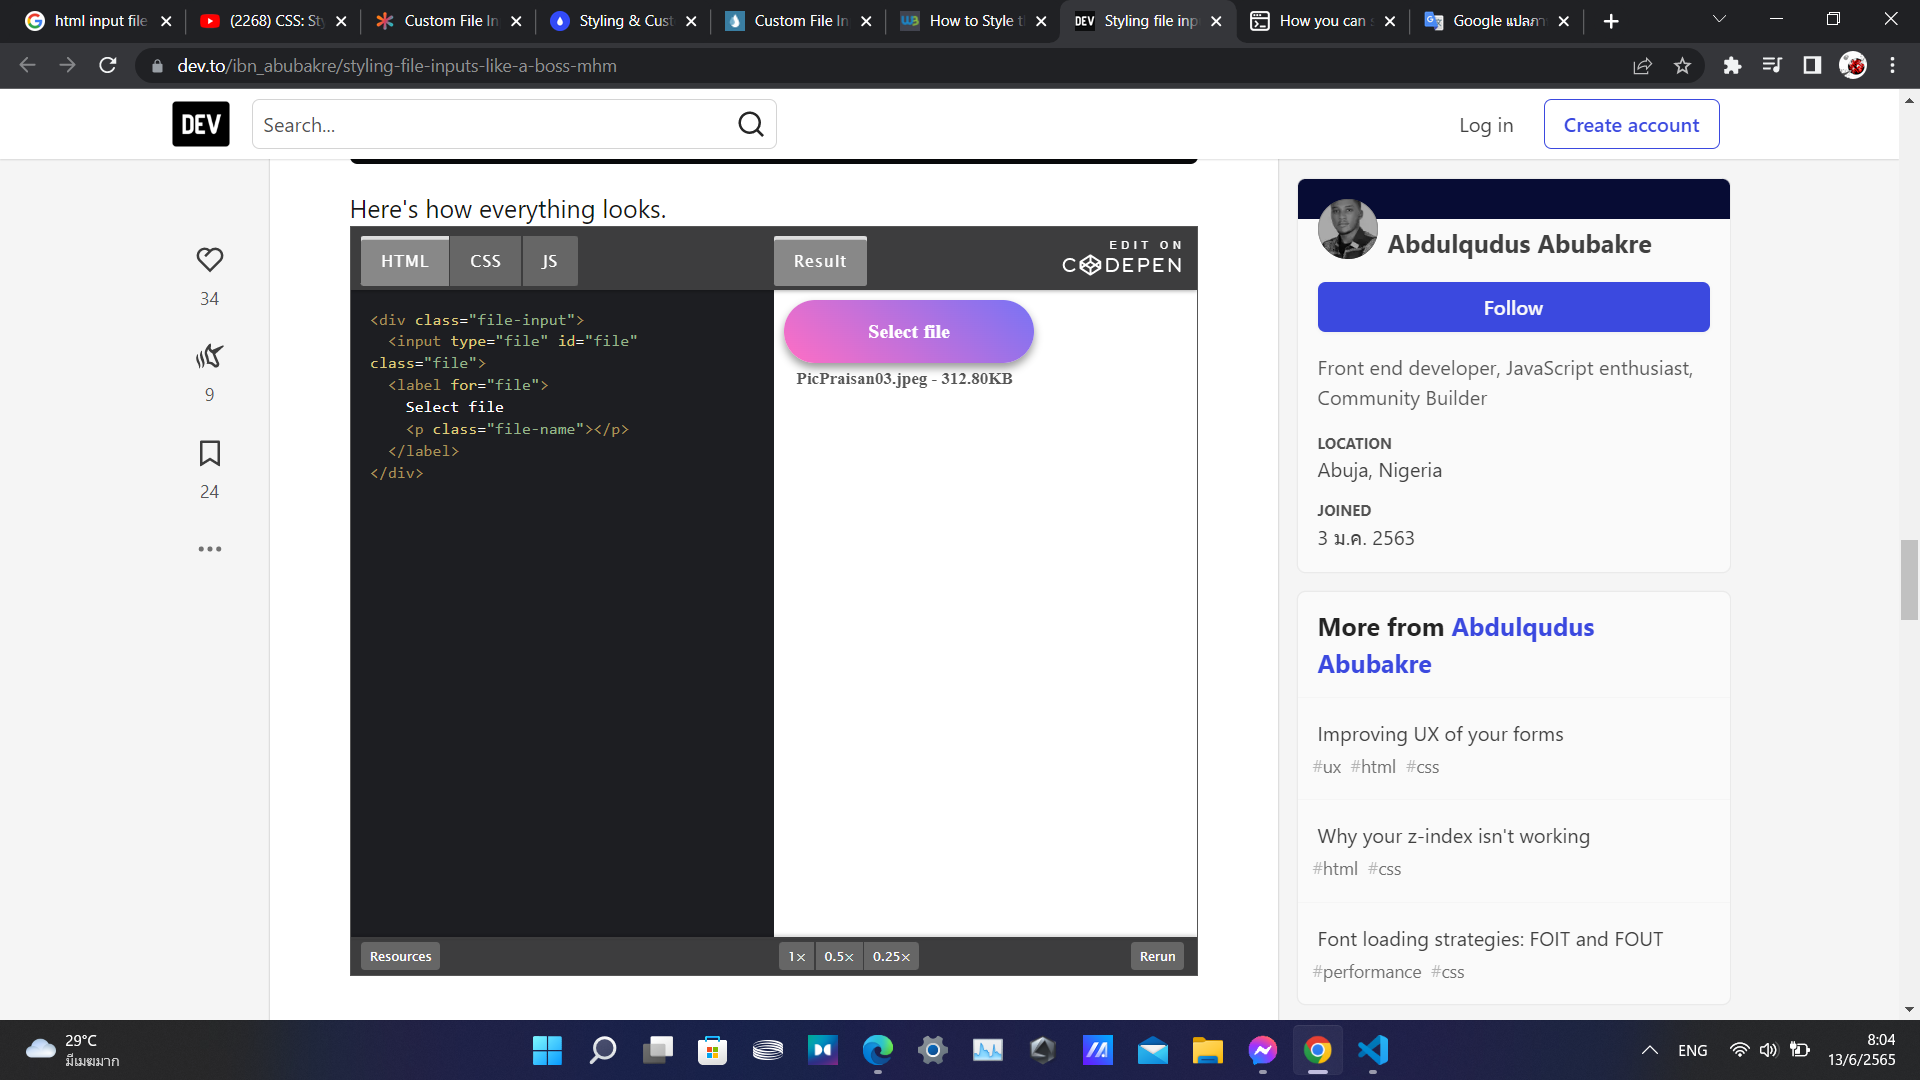 html input file
(2268) CSS: St
Custom File In
Styling & Cust
Custom File In
How to Style t
DEV
Styling file inp
How you can s
Google แปลภา
dev.to/ibn_abubakre/styling-file-inputs-like-a-boss-mhm
DEV
Search...
Log in
Create account
34
9
24
Here's how everything looks.
HTML
CSS
JS
Result
EDIT ON
CODEPEN
<div class="file-input">
<input type="file" id="file"
class="file">
<label for="file">
Select file
<p class="file-name"></p>
</label>
</div>
Select file
PicPraisan03.jpeg - 312.80KB
Resources
1×
0.5×
0.25×
Rerun
Abdulqudus Abubakre
Follow
Front end developer, JavaScript enthusiast,
Community Builder
LOCATION
Abuja, Nigeria
JOINED
3 ม.ค. 2563
More from Abdulqudus
Abubakre
Improving UX of your forms
#ux #html #css
Why your z-index isn't working
#html #css
Font loading strategies: FOIT and FOUT
#performance #css
29°C
มีเมฆมาก
ENG
8:04
13/6/2565